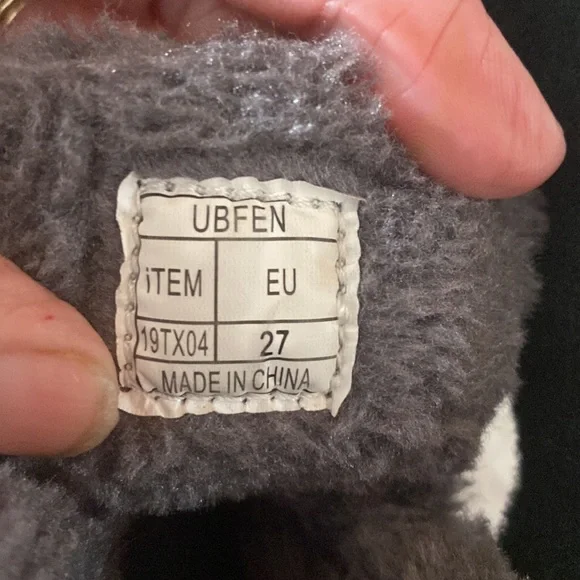 UBFEN
iTEM EU
19TX04 27
MADE IN CHINA